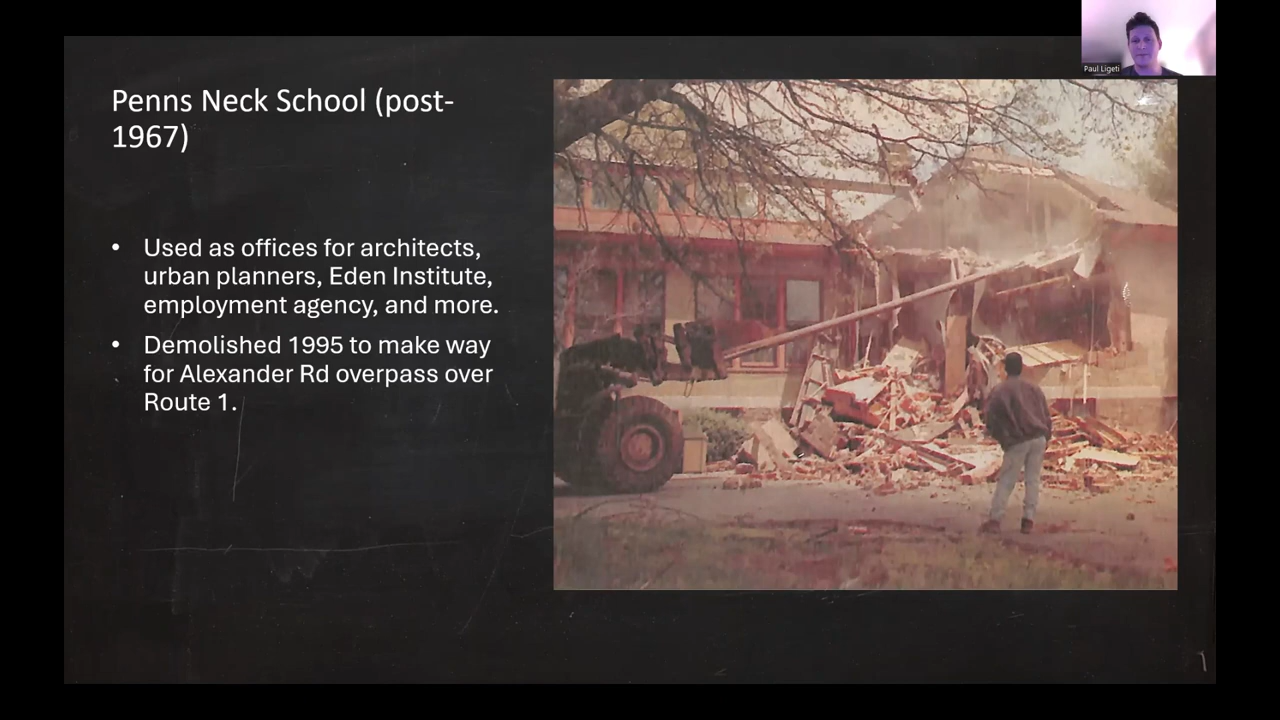 Paul Ligeti
Penns Neck School (post-
1967)
• Used as offices for architects,
urban planners, Eden Institute,
employment agency, and more.
• Demolished 1995 to make way
for Alexander Rd overpass over
Route 1.